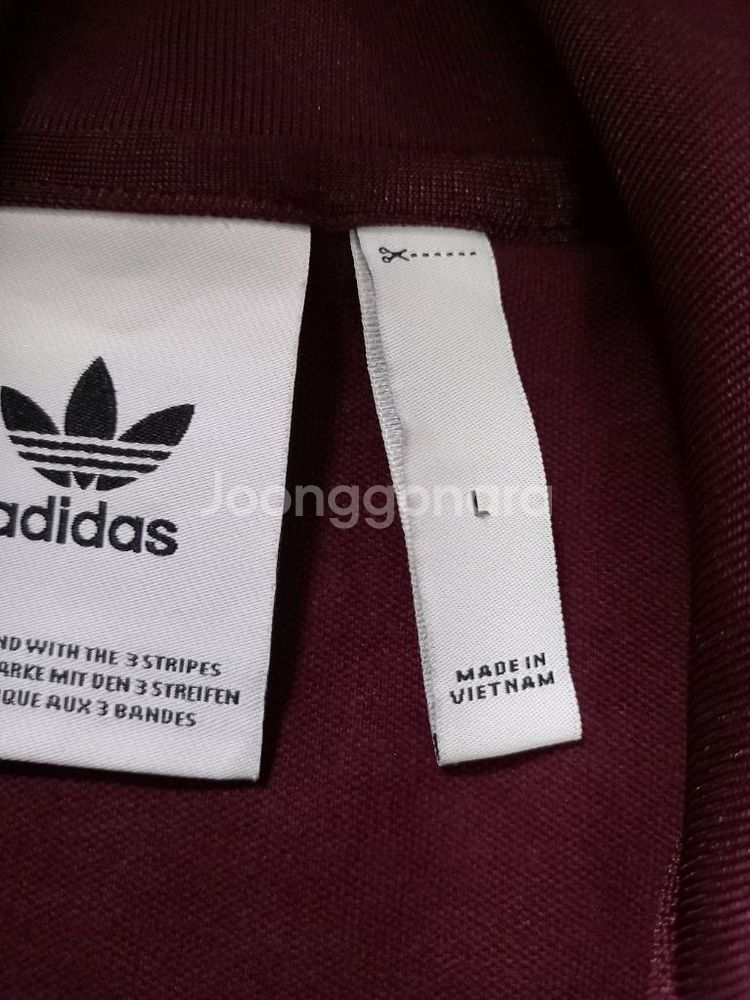 adidas
ND WITH THE 3 STRIPES
ARKE MIT DEN 3 STREIFEN
QUE AUX 3 BANDES
L
MADE IN
VIETNAM
Joonggonara